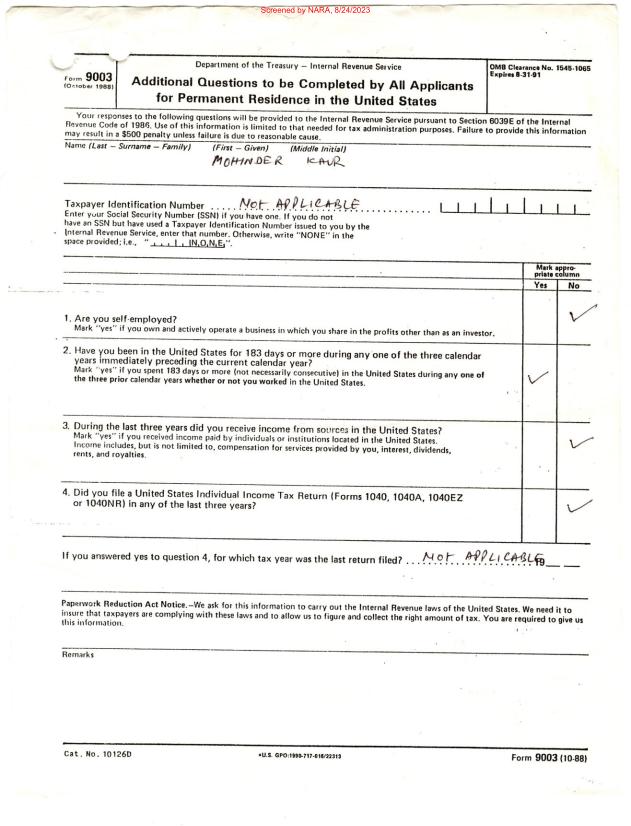 Screened by NARA, 8/24/2023
Form 9003
(October 1988)
Department of the Treasury – Internal Revenue Service
Additional Questions to be Completed by All Applicants
for Permanent Residence in the United States
OMB Clearance No. 1545-1065
Expires 8-31-91
Your responses to the following questions will be provided to the Internal Revenue Service pursuant to Section 6039E of the Internal
Revenue Code of 1986. Use of this information is limited to that needed for tax administration purposes. Failure to provide this information
may result in a $500 penalty unless failure is due to reasonable cause.
Name (Last – Surname – Family) (First – Given) (Middle Initial)
MOHINDER KAUR
Taxpayer Identification Number .... NOT APPLICABLE
Enter your Social Security Number (SSN) if you have one. If you do not
have an SSN but have used a Taxpayer Identification Number issued to you by the
Internal Revenue Service, enter that number. Otherwise, write "NONE" in the
space provided; i.e., " N,O,N,E,".
Mark appro-
priate column
Yes No
1. Are you self-employed?
Mark "yes" if you own and actively operate a business in which you share in the profits other than as an investor.
✓
2. Have you been in the United States for 183 days or more during any one of the three calendar
years immediately preceding the current calendar year?
Mark "yes" if you spent 183 days or more (not necessarily consecutive) in the United States during any one of
the three prior calendar years whether or not you worked in the United States.
✓
3. During the last three years did you receive income from sources in the United States?
Mark "yes" if you received income paid by individuals or institutions located in the United States.
Income includes, but is not limited to, compensation for services provided by you, interest, dividends,
rents, and royalties.
✓
4. Did you file a United States Individual Income Tax Return (Forms 1040, 1040A, 1040EZ
or 1040NR) in any of the last three years?
✓
If you answered yes to question 4, for which tax year was the last return filed? ... NOT APPLICABLE 19__ __
Paperwork Reduction Act Notice.–We ask for this information to carry out the Internal Revenue laws of the United States. We need it to
insure that taxpayers are complying with these laws and to allow us to figure and collect the right amount of tax. You are required to give us
this information.
Remarks
Cat. No. 10126D
*U.S. GPO:1990-717-016/22313
Form 9003 (10-88)